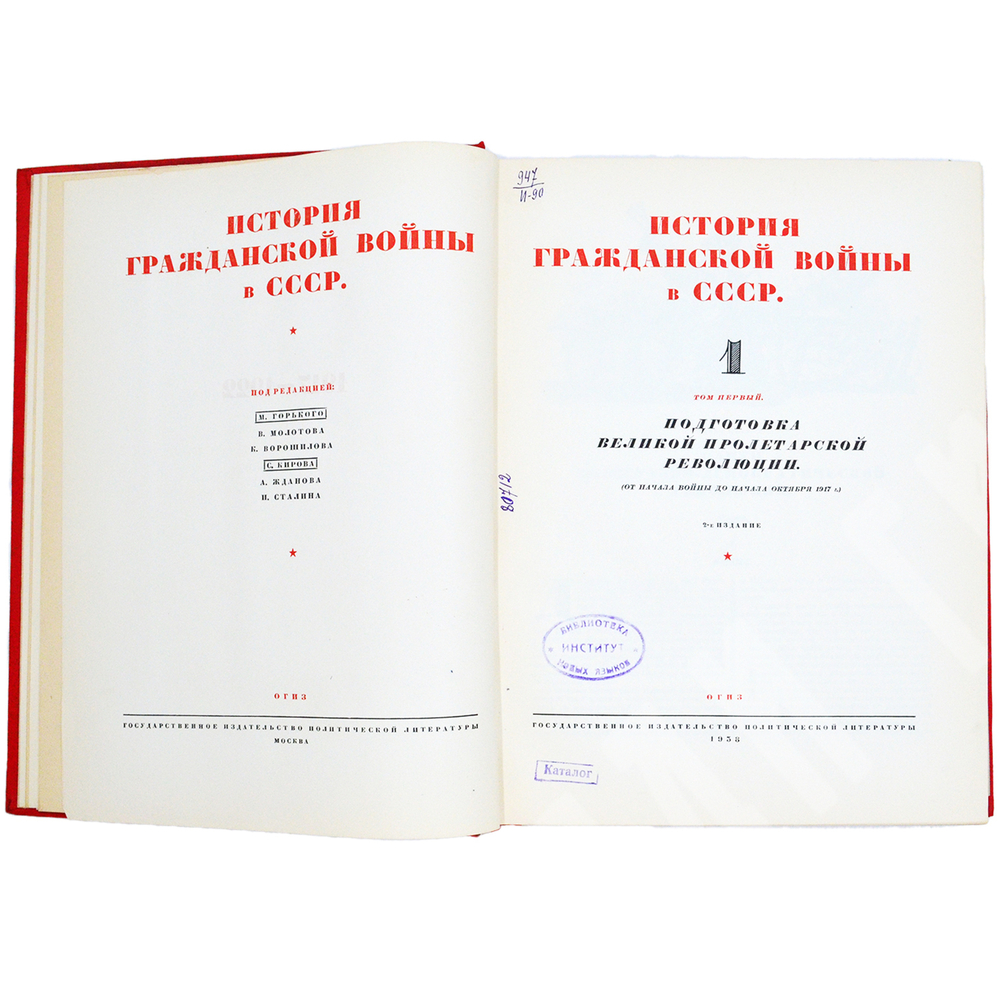 ИСТОРИЯ
ГРАЖДАНСКОЙ ВОЙНЫ
в СССР.
ПОД РЕДАКЦИЕЙ:
М. ГОРЬКОГО
В. МОЛОТОВА
К. ВОРОШИЛОВА
С. КИРОВА
А. ЖДАНОВА
И. СТАЛИНА
ОГИЗ
ГОСУДАРСТВЕННОЕ ИЗДАТЕЛЬСТВО ПОЛИТИЧЕСКОЙ ЛИТЕРАТУРЫ
МОСКВА
947
И-90
ИСТОРИЯ
ГРАЖДАНСКОЙ ВОЙНЫ
в СССР.
1
ТОМ ПЕРВЫЙ.
ПОДГОТОВКА
ВЕЛИКОЙ ПРОЛЕТАРСКОЙ
РЕВОЛЮЦИИ.
(ОТ НАЧАЛА ВОЙНЫ ДО НАЧАЛА ОКТЯБРЯ 1917 г.)
80712
2-е ИЗДАНИЕ
БИБЛИОТЕКА
ИНСТИТУТ
НОВЫХ ЯЗЫКОВ
ОГИЗ
ГОСУДАРСТВЕННОЕ ИЗДАТЕЛЬСТВО ПОЛИТИЧЕСКОЙ ЛИТЕРАТУРЫ
1938
Каталог